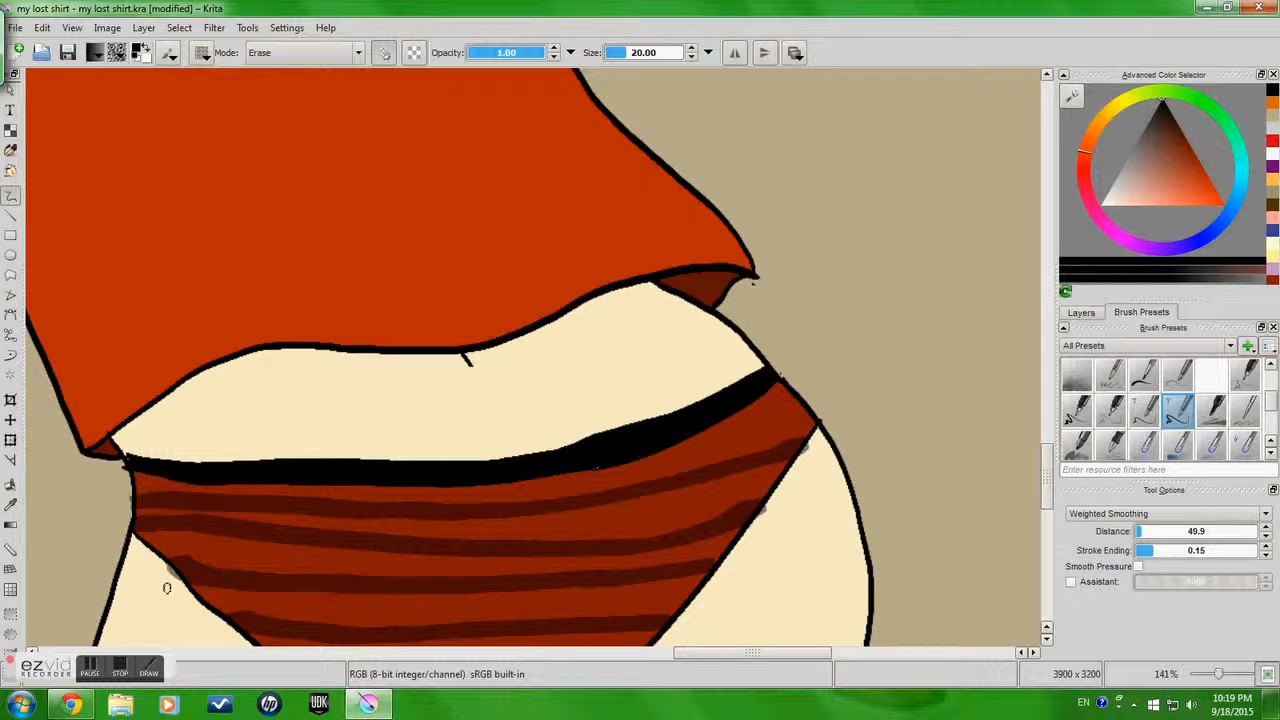 my lost shirt - my lost shirt.kra [modified] – Krita
File Edit View Image Layer Select Filter Tools Settings Help
Mode: Erase Opacity: 1.00 Size: 20.00
Advanced Color Selector
Layers Brush Presets
Brush Presets
All Presets
Enter resource filters here
Tool Options
Weighted Smoothing
Distance: 49.9
Stroke Ending: 0.15
Smooth Pressure
Assistant:
ezvid
RECORDER
PAUSE STOP DRAW
RGB (8-bit integer/channel) sRGB built-in
3900 x 3200
141%
hp
UDK
EN
10:19 PM
9/18/2015